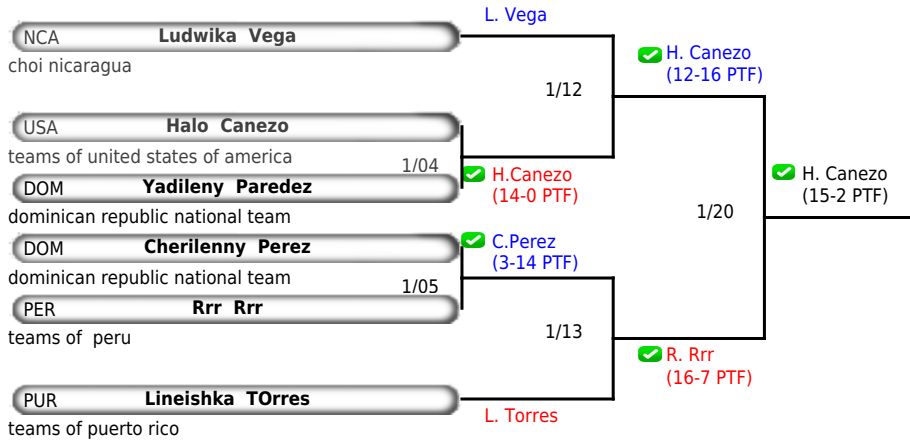 L. Vega
NCA Ludwika Vega
choi nicaragua
H. Canezo
(12-16 PTF)
1/12
USA Halo Canezo
teams of united states of america
1/04
H.Canezo
(14-0 PTF)
DOM Yadileny Paredez
dominican republic national team
H. Canezo
(15-2 PTF)
1/20
DOM Cherilenny Perez
C.Perez
(3-14 PTF)
dominican republic national team
1/05
PER Rrr Rrr
teams of peru
1/13
R. Rrr
(16-7 PTF)
PUR Lineishka TOrres
L. Torres
teams of puerto rico